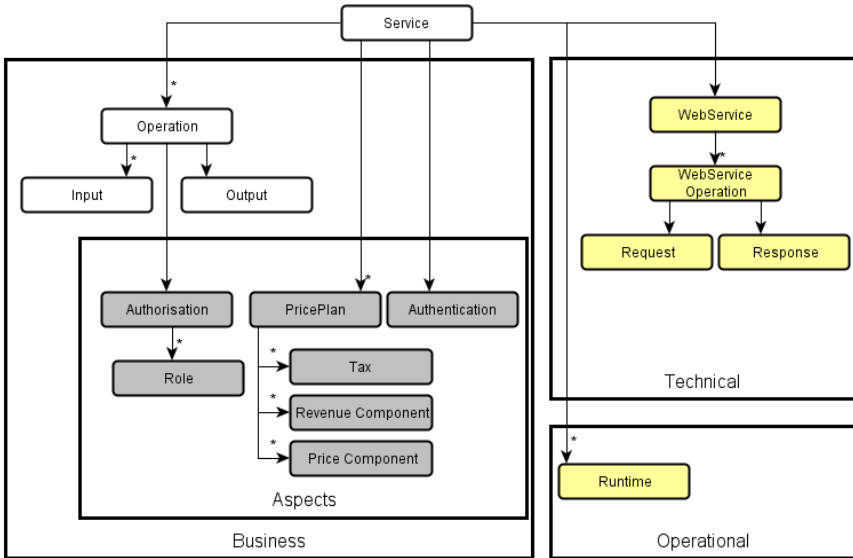 Service
*
Operation
*
Input
Output
Authorisation
*
Role
*
PricePlan
Authentication
*
Tax
*
Revenue Component
*
Price Component
Aspects
Business
WebService
*
WebService
Operation
Request
Response
Technical
*
Runtime
Operational